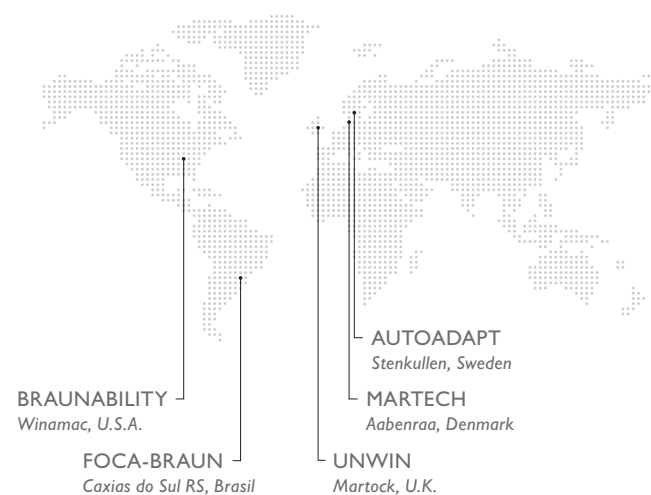 AUTOADAPT
Stenkullen, Sweden
BRAUNABILITY
Winamac, U.S.A.
MARTECH
Aabenraa, Denmark
FOCA-BRAUN
Caxias do Sul RS, Brasil
UNWIN
Martock, U.K.